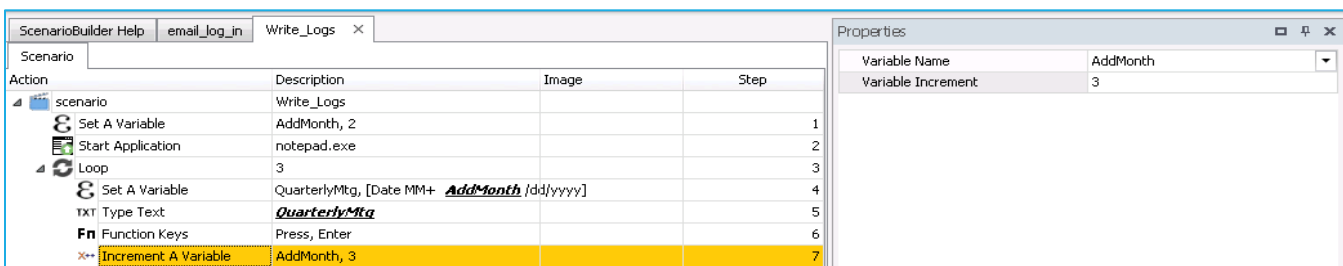 ScenarioBuilder Help email_log_in Write_Logs ×
Properties
Scenario
Variable Name AddMonth
Action Description Image Step
Variable Increment 3
scenario Write_Logs
Set A Variable AddMonth, 2 1
Start Application notepad.exe 2
Loop 3 3
Set A Variable QuarterlyMtg, [Date MM+ AddMonth /dd/yyyy] 4
TXT Type Text QuarterlyMtg 5
Fn Function Keys Press, Enter 6
X++ Increment A Variable AddMonth, 3 7